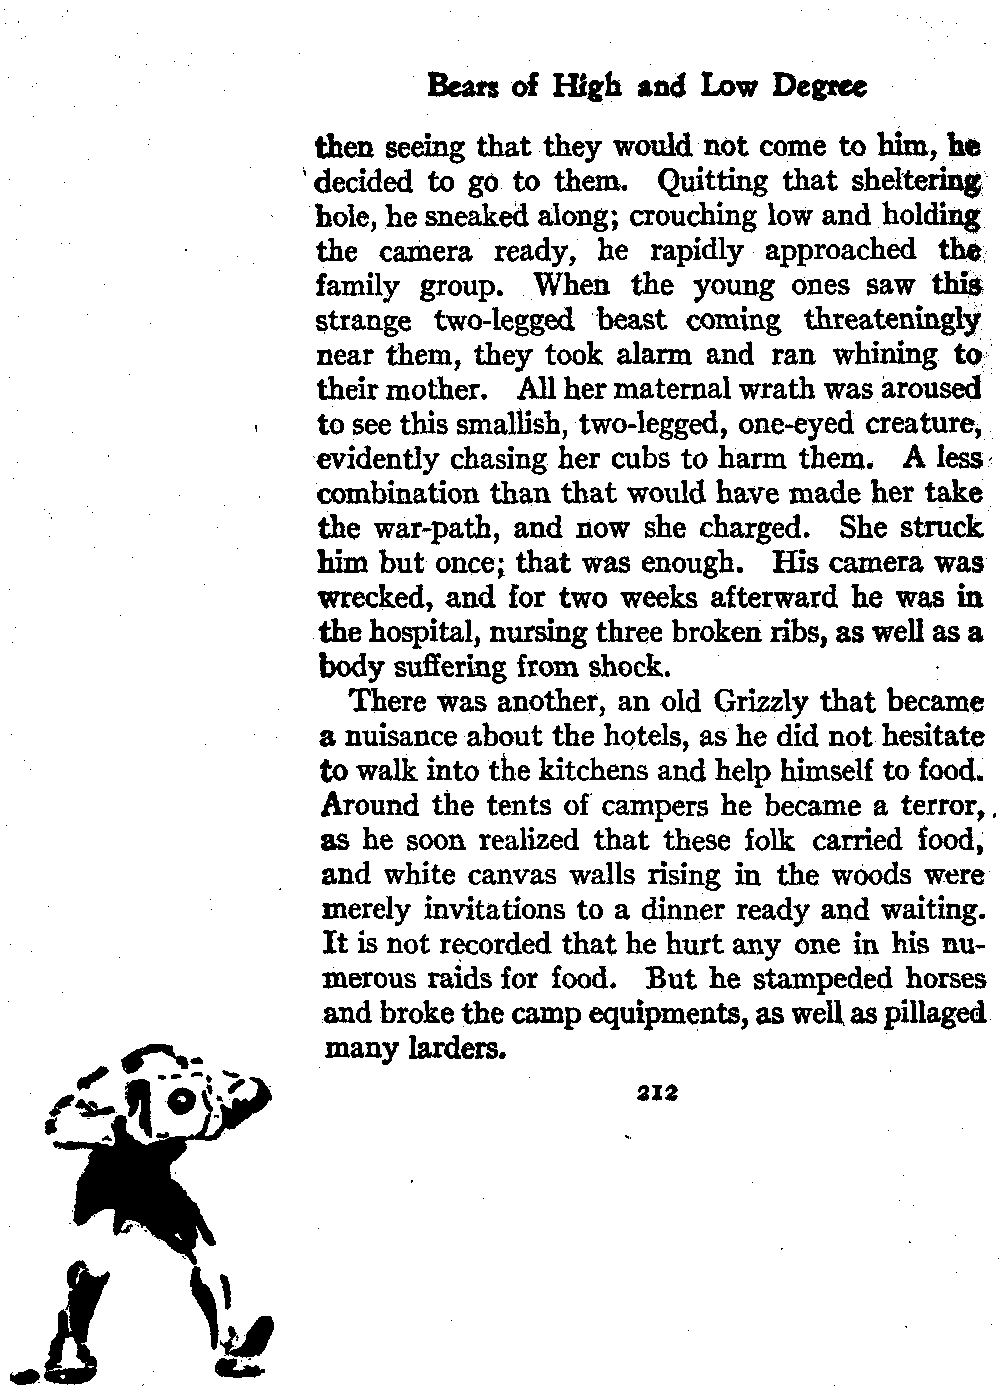 Bears of High and Low Degree
then seeing that they would not come to him, he
decided to go to them. Quitting that sheltering
hole, he sneaked along; crouching low and holding
the camera ready, he rapidly approached the
family group. When the young ones saw this
strange two-legged beast coming threateningly
near them, they took alarm and ran whining to
their mother. All her maternal wrath was aroused
to see this smallish, two-legged, one-eyed creature,
evidently chasing her cubs to harm them. A less
combination than that would have made her take
the war-path, and now she charged. She struck
him but once; that was enough. His camera was
wrecked, and for two weeks afterward he was in
the hospital, nursing three broken ribs, as well as a
body suffering from shock.
There was another, an old Grizzly that became
a nuisance about the hotels, as he did not hesitate
to walk into the kitchens and help himself to food.
Around the tents of campers he became a terror,
as he soon realized that these folk carried food,
and white canvas walls rising in the woods were
merely invitations to a dinner ready and waiting.
It is not recorded that he hurt any one in his nu-
merous raids for food. But he stampeded horses
and broke the camp equipments, as well as pillaged
many larders.
212